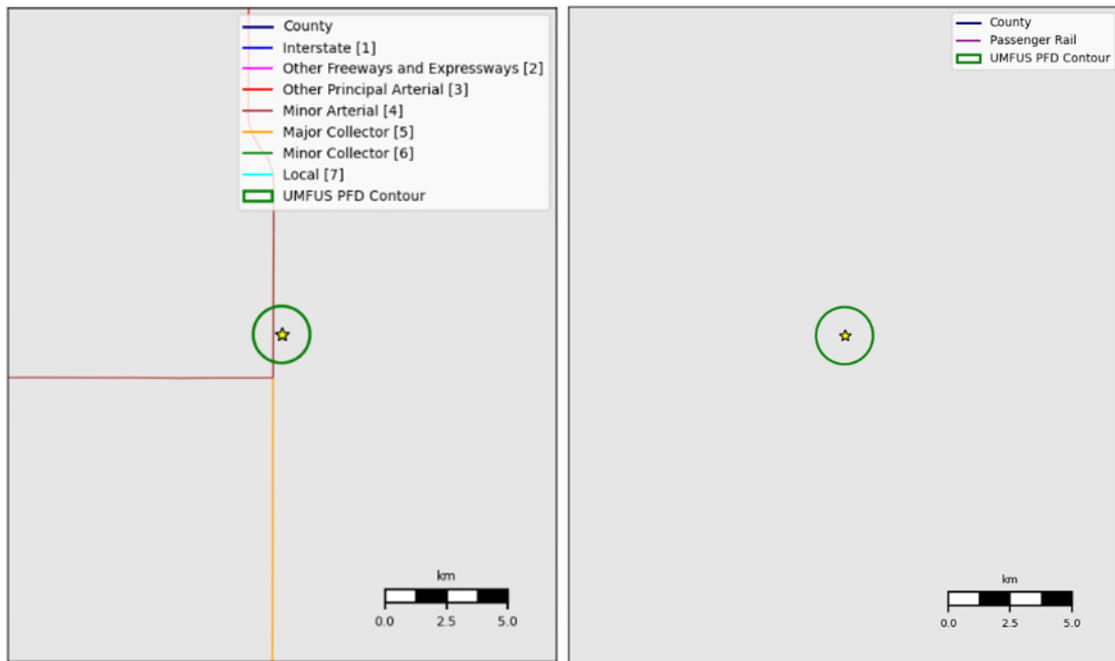 County
Interstate [1]
Other Freeways and Expressways [2]
Other Principal Arterial [3]
Minor Arterial [4]
Major Collector [5]
Minor Collector [6]
Local [7]
UMFUS PFD Contour
km
0.0 2.5 5.0
County
Passenger Rail
UMFUS PFD Contour
km
0.0 2.5 5.0